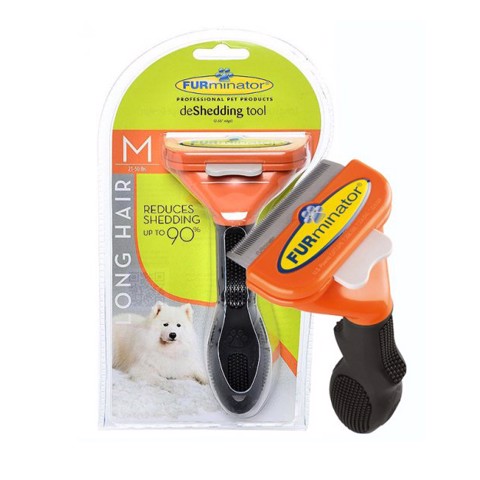 FURminator®
PROFESSIONAL PET PRODUCTS
deShedding tool
M
LONG HAIR
REDUCES
SHEDDING
UP TO 90%
FURminator®